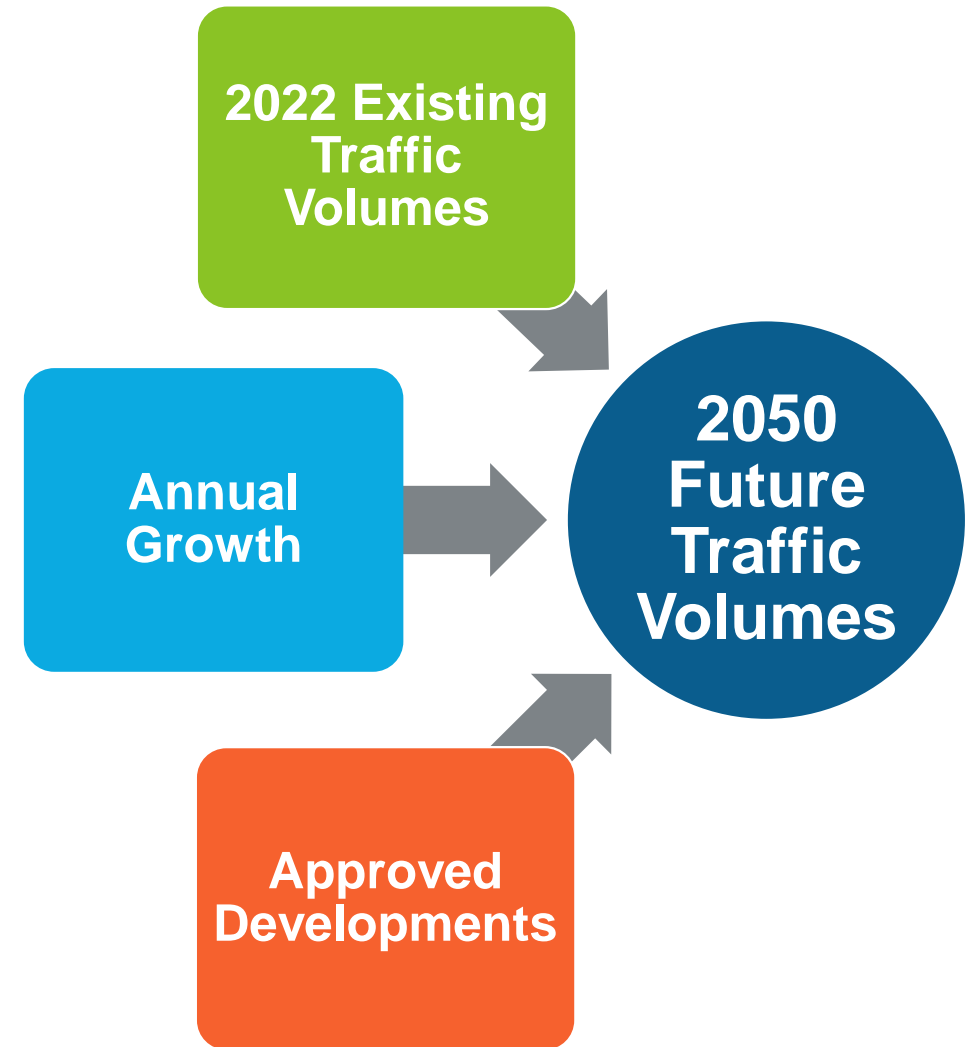 2022 Existing
Traffic
Volumes
Annual
Growth
2050
Future
Traffic
Volumes
Approved
Developments